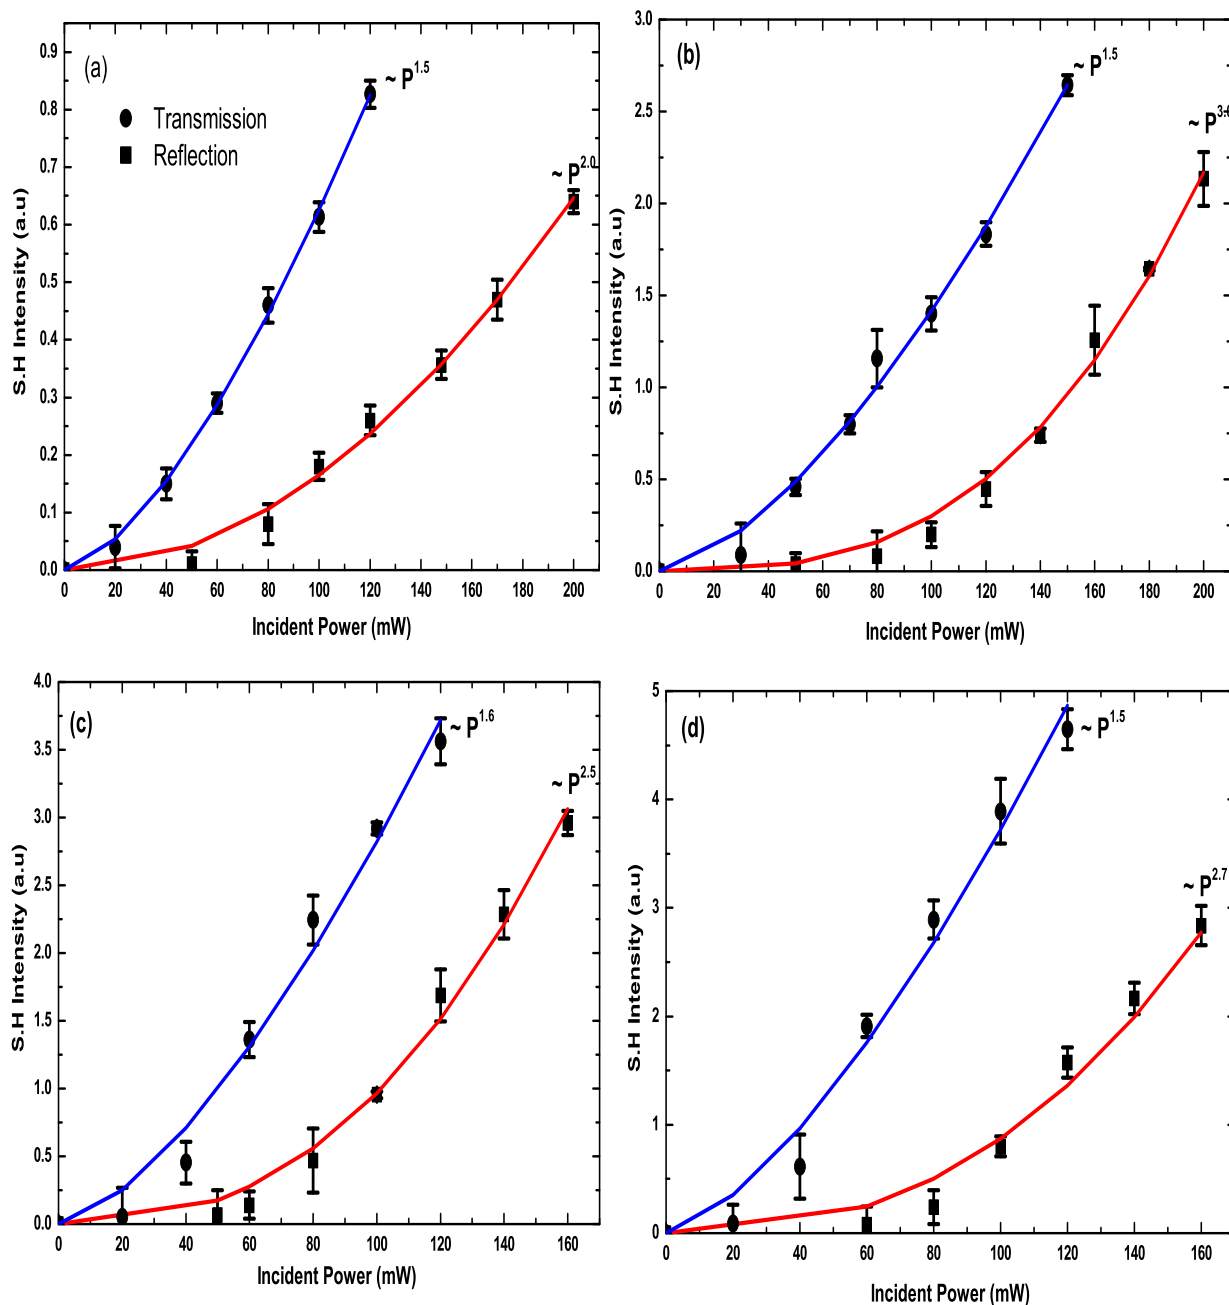 (a)
~ P1.5
Transmission
Reflection
~ P2.0
0.9
0.8
0.7
0.6
0.5
0.4
0.3
0.2
0.1
0.0
S.H Intensity (a.u)
0 20 40 60 80 100 120 140 160 180 200
Incident Power (mW)
(b)
~ P1.5
3.0
2.5
2.0
1.5
1.0
0.5
0.0
S.H Intensity (a.u)
0 20 40 60 80 100 120 140 160 180 200
Incident Power (mW)
(c)
~ P1.6
~ P2.5
4.0
3.5
3.0
2.5
2.0
1.5
1.0
0.5
0.0
S.H Intensity (a.u)
0 20 40 60 80 100 120 140 160
Incident Power (mW)
(d)
~ P1.5
~ P2.7
5
4
3
2
1
0
S.H Intensity (a.u)
0 20 40 60 80 100 120 140 160
Incident Power (mW)